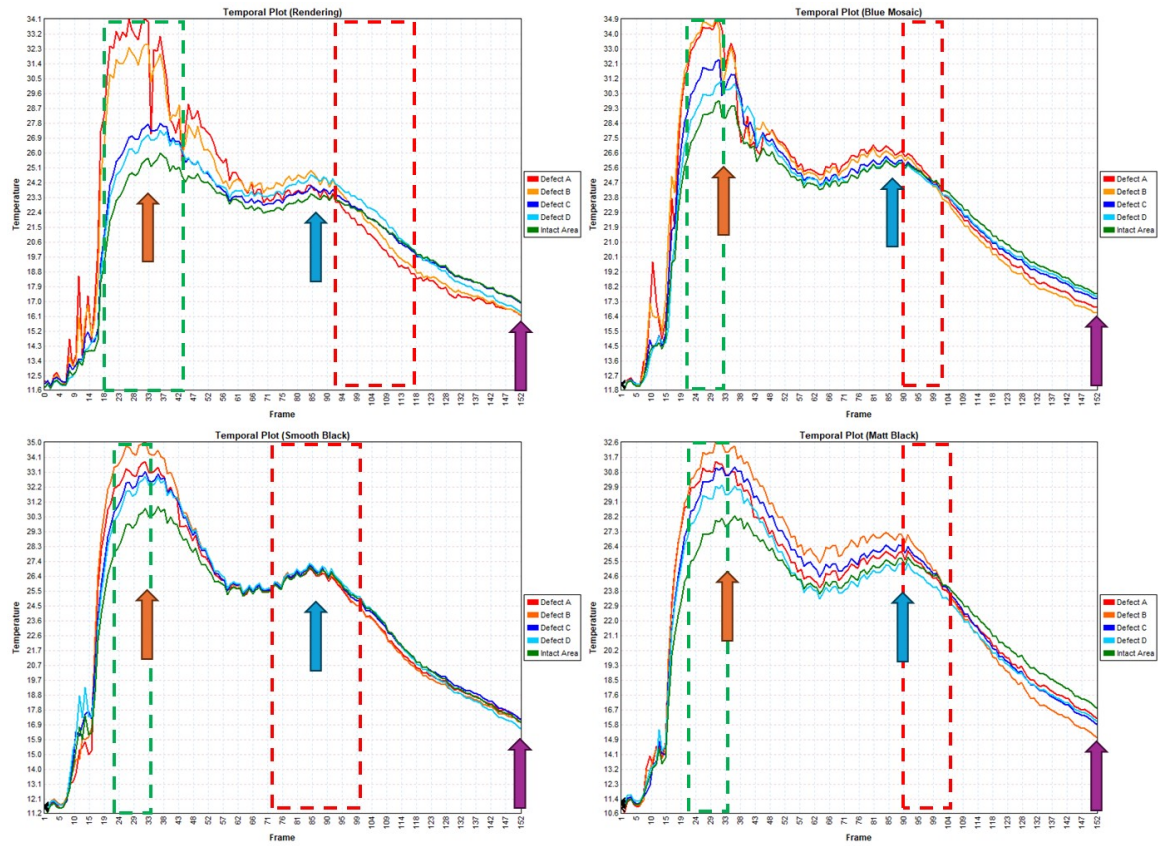 Temporal Plot (Rendering)
34.1
33.2
32.3
31.4
30.5
29.6
28.7
27.8
26.9
26.0
25.0
24.2
23.3
22.4
21.5
20.6
19.7
18.8
17.9
17.0
16.1
15.2
14.3
13.4
12.5
11.6
Temperature
0 4 9 14 18 23 28 33 37 42 47 52 57 61 66 71 76 80 85 90 95 99 104 109 113 118 123 128 132 137 142 147 152
Frame
Defect A
Defect B
Defect C
Defect D
Intact Area
Temporal Plot (Blue Mosaic)
34.9
34.0
33.1
32.1
31.2
30.3
29.4
28.4
27.5
26.6
25.7
24.7
23.8
22.9
22.0
21.0
20.1
19.2
18.3
17.3
16.4
15.5
14.6
13.6
12.7
11.8
Temperature
1 5 10 14 19 24 29 33 38 43 48 52 57 62 66 71 76 81 85 90 95 100 104 109 114 118 123 128 133 137 142 147 152
Frame
Defect A
Defect B
Defect C
Defect D
Intact Area
Temporal Plot (Smooth Black)
35.0
34.0
33.1
32.1
31.2
30.3
29.3
28.3
27.4
26.4
25.5
24.5
23.6
22.6
21.7
20.7
19.7
18.8
17.8
16.9
15.9
15.0
14.0
13.1
12.1
11.2
Temperature
1 5 10 14 19 24 29 33 38 43 48 52 57 62 66 71 76 81 85 90 95 100 104 109 114 118 123 128 133 137 142 147 152
Frame
Defect A
Defect B
Defect C
Defect D
Intact Area
Temporal Plot (Matt Black)
32.6
31.7
30.8
29.9
29.1
28.2
27.3
26.4
25.5
24.6
23.8
22.9
22.0
21.1
20.2
19.3
18.5
17.6
16.7
15.8
14.9
14.1
13.2
12.3
11.4
10.6
Temperature
1 5 10 14 19 24 29 33 38 43 48 52 57 62 66 71 76 81 85 90 95 100 104 109 114 118 123 128 133 137 142 147 152
Frame
Defect A
Defect B
Defect C
Defect D
Intact Area